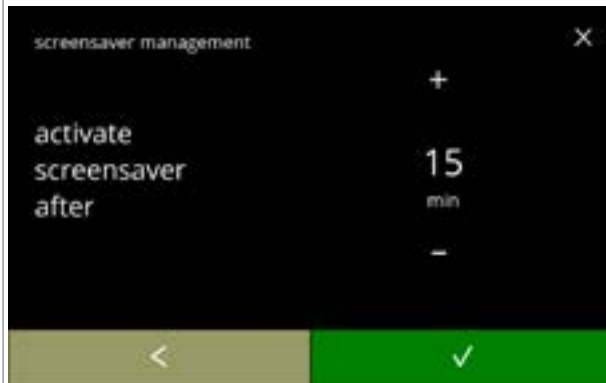 screensaver management
×
+
activate
screensaver
after
15
min
−
<
✓